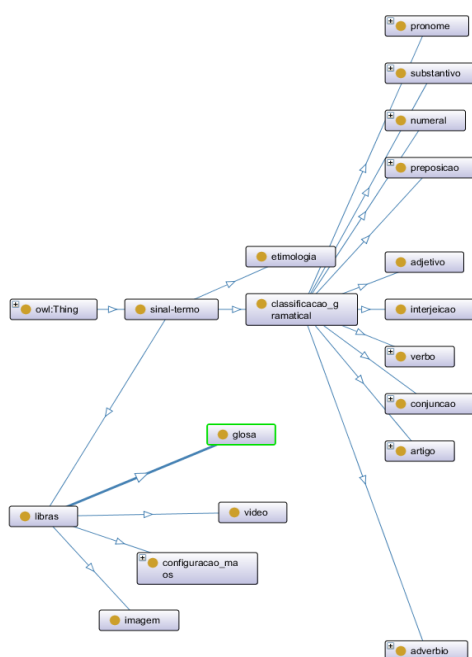 pronome
substantivo
numeral
preposicao
etimologia
adjetivo
owl:Thing
sinal-termo
classificacao_g
ramatical
interjeicao
verbo
conjuncao
artigo
glosa
libras
video
configuracao_ma
os
imagem
adverbio